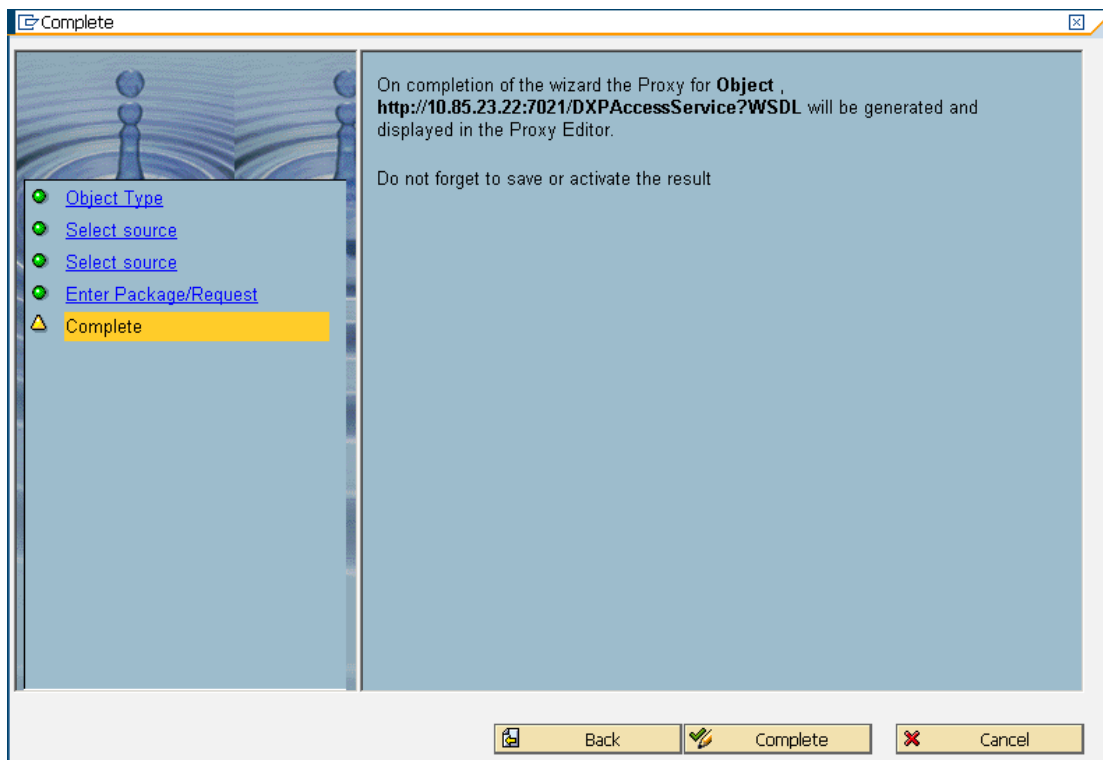 Complete
Object Type
Select source
Select source
Enter Package/Request
Complete
On completion of the wizard the Proxy for Object ,
http://10.85.23.22:7021/DXPAccessService?WSDL will be generated and
displayed in the Proxy Editor.
Do not forget to save or activate the result
Back
Complete
Cancel